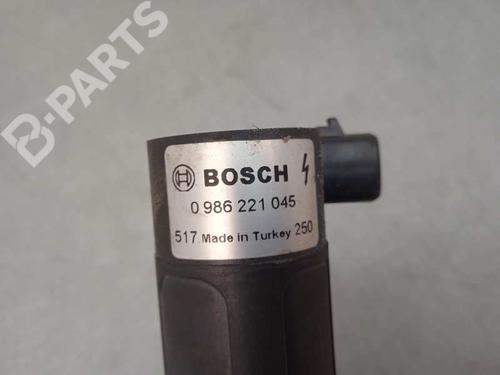 B-PARTS
BOSCH
0 986 221 045
517 Made in Turkey 250